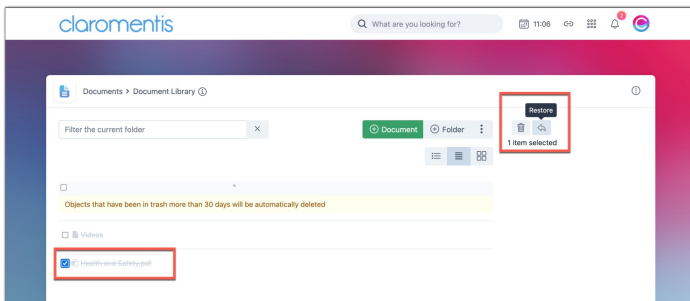 claromentis
What are you looking for?
11:06
2
Documents > Document Library
Restore
Filter the current folder
Document
Folder
1 item selected
Objects that have been in trash more than 30 days will be automatically deleted
Videos
Health and Safety.pdf